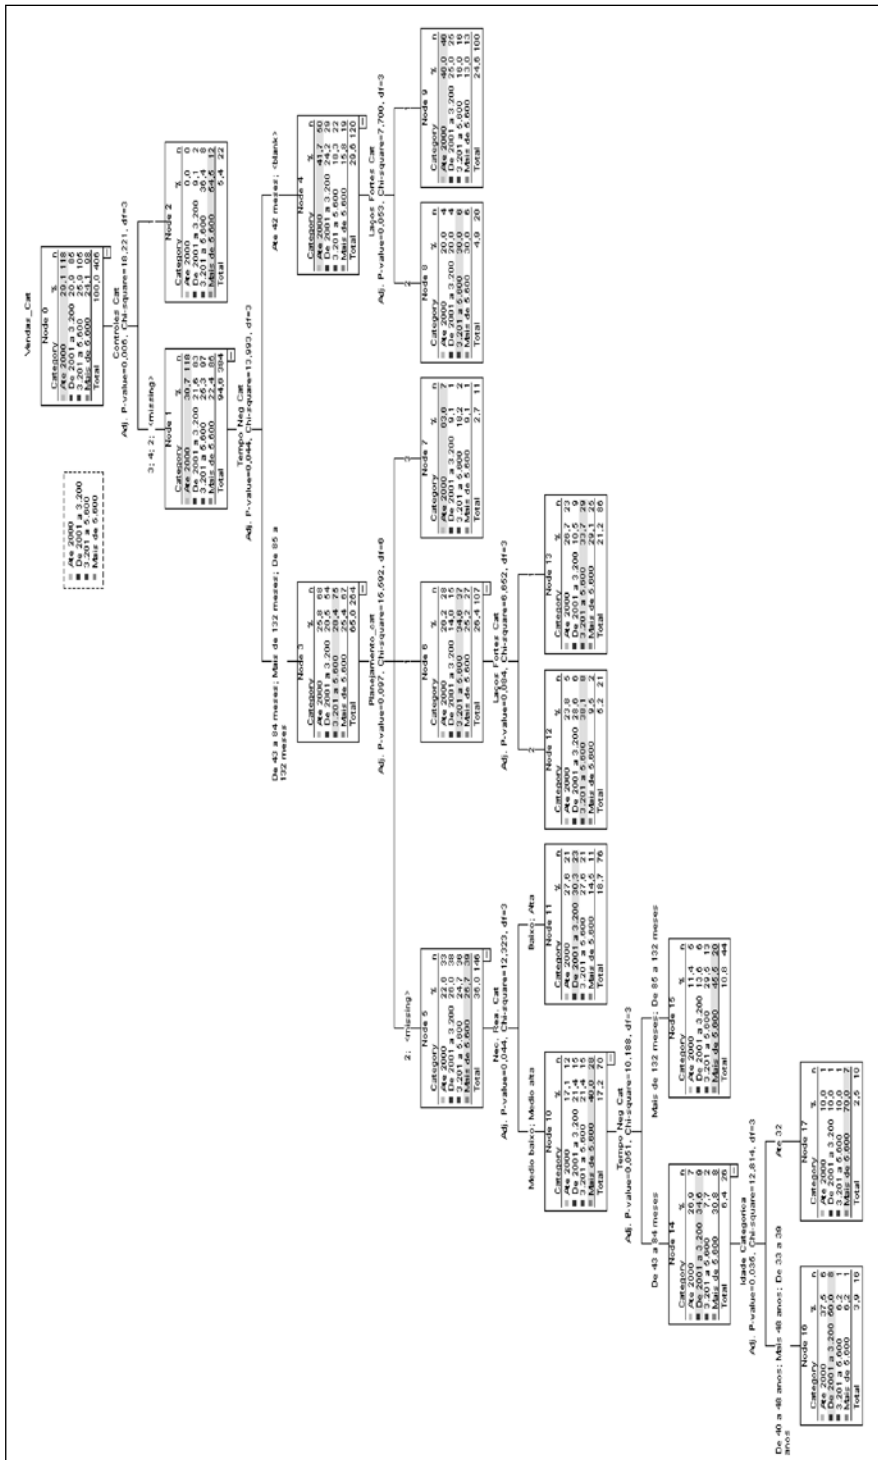 Vendas_Cat
Ate 2000
De 2001 a 3.200
3.201 a 5.600
Mais de 5.600
Node 0
Category % n
Ate 2000 29,1 118
De 2001 a 3.200 20,9 85
3.201 a 5.600 25,9 105
Mais de 5.600 24,1 98
Total 100,0 406
Controles Cat
Adj. P-value=0,006, Chi-square=18,221, df=3
3; 4; 2; <missing>
Node 1
Category % n
Ate 2000 30,7 118
De 2001 a 3.200 21,6 83
3.201 a 5.600 25,3 97
Mais de 5.600 22,4 86
Total 94,6 384
Node 2
Category % n
Ate 2000 0,0 0
De 2001 a 3.200 9,1 2
3.201 a 5.600 36,4 8
Mais de 5.600 54,5 12
Total 5,4 22
Tempo Neg Cat
Adj. P-value=0,044, Chi-square=13,993, df=3
De 43 a 84 meses; Mais de 132 meses; De 85 a
132 meses
Ate 42 meses; <blank>
Node 3
Category % n
Ate 2000 25,8 68
De 2001 a 3.200 20,5 54
3.201 a 5.600 28,4 75
Mais de 5.600 25,4 67
Total 65,0 264
Node 4
Category % n
Ate 2000 41,7 50
De 2001 a 3.200 24,2 29
3.201 a 5.600 18,3 22
Mais de 5.600 15,8 19
Total 29,6 120
Planejamento_cat
Adj. P-value=0,097, Chi-square=15,592, df=6
Laços Fortes Cat
Adj. P-value=0,053, Chi-square=7,700, df=3
2; <missing>
3
2
Node 5
Category % n
Ate 2000 22,6 33
De 2001 a 3.200 26,0 38
3.201 a 5.600 24,7 36
Mais de 5.600 26,7 39
Total 36,0 146
Node 6
Category % n
Ate 2000 26,2 28
De 2001 a 3.200 14,0 15
3.201 a 5.600 34,6 37
Mais de 5.600 25,2 27
Total 26,4 107
Node 7
Category % n
Ate 2000 63,6 7
De 2001 a 3.200 9,1 1
3.201 a 5.600 18,2 2
Mais de 5.600 9,1 1
Total 2,7 11
Node 8
Category % n
Ate 2000 20,0 4
De 2001 a 3.200 20,0 4
3.201 a 5.600 30,0 6
Mais de 5.600 30,0 6
Total 4,9 20
Node 9
Category % n
Ate 2000 46,0 46
De 2001 a 3.200 25,0 25
3.201 a 5.600 16,0 16
Mais de 5.600 13,0 13
Total 24,6 100
Nec. Rea. Cat
Adj. P-value=0,044, Chi-square=12,323, df=3
Laços Fortes Cat
Adj. P-value=0,084, Chi-square=6,652, df=3
Medio baixo; Medio alta
Baixo; Alta
2
Node 10
Category % n
Ate 2000 17,1 12
De 2001 a 3.200 21,4 15
3.201 a 5.600 21,4 15
Mais de 5.600 40,0 28
Total 17,2 70
Node 11
Category % n
Ate 2000 27,6 21
De 2001 a 3.200 30,3 23
3.201 a 5.600 27,6 21
Mais de 5.600 14,5 11
Total 18,7 76
Node 12
Category % n
Ate 2000 23,8 5
De 2001 a 3.200 28,6 6
3.201 a 5.600 38,1 8
Mais de 5.600 9,5 2
Total 5,2 21
Node 13
Category % n
Ate 2000 26,7 23
De 2001 a 3.200 10,5 9
3.201 a 5.600 33,7 29
Mais de 5.600 29,1 25
Total 21,2 86
Tempo Neg Cat
Adj. P-value=0,051, Chi-square=10,188, df=3
De 43 a 84 meses
Mais de 132 meses; De 85 a 132 meses
Node 14
Category % n
Ate 2000 26,9 7
De 2001 a 3.200 34,6 9
3.201 a 5.600 7,7 2
Mais de 5.600 30,8 8
Total 6,4 26
Node 15
Category % n
Ate 2000 11,4 5
De 2001 a 3.200 13,6 6
3.201 a 5.600 29,5 13
Mais de 5.600 45,5 20
Total 10,8 44
Idade Categorica
Adj. P-value=0,035, Chi-square=12,814, df=3
De 40 a 48 anos; Mais 48 anos; De 33 a 39
anos
Ate 32
Node 16
Category % n
Ate 2000 37,5 6
De 2001 a 3.200 50,0 8
3.201 a 5.600 6,2 1
Mais de 5.600 6,2 1
Total 3,9 16
Node 17
Category % n
Ate 2000 10,0 1
De 2001 a 3.200 10,0 1
3.201 a 5.600 10,0 1
Mais de 5.600 70,0 7
Total 2,5 10